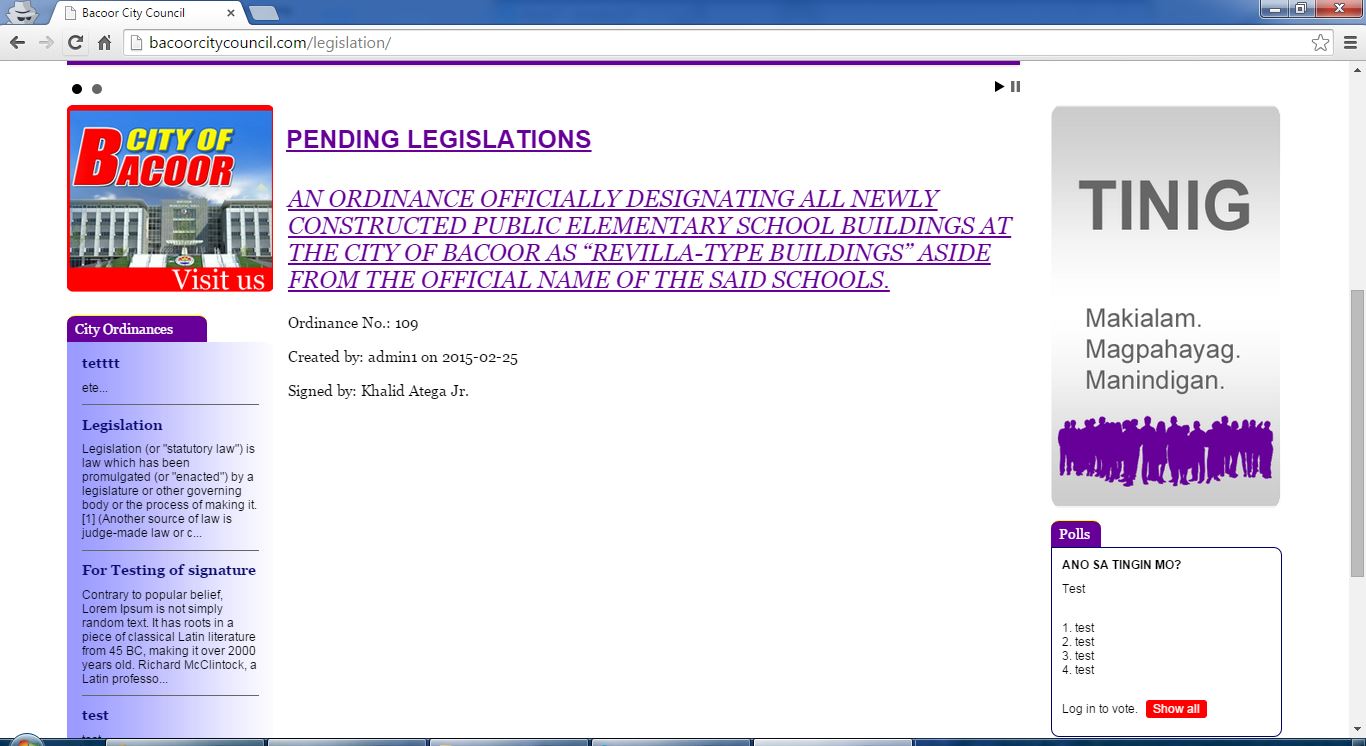 Bacoor City Council
bacoorcitycouncil.com/legislation/
CITY OF
BACOOR
Visit us
City Ordinances
tetttt
ete...
Legislation
Legislation (or "statutory law") is
law which has been
promulgated (or "enacted") by a
legislature or other governing
body or the process of making it.
[1] (Another source of law is
judge-made law or c...
For Testing of signature
Contrary to popular belief,
Lorem Ipsum is not simply
random text. It has roots in a
piece of classical Latin literature
from 45 BC, making it over 2000
years old. Richard McClintock, a
Latin professo...
test
test
PENDING LEGISLATIONS
AN ORDINANCE OFFICIALLY DESIGNATING ALL NEWLY
CONSTRUCTED PUBLIC ELEMENTARY SCHOOL BUILDINGS AT
THE CITY OF BACOOR AS “REVILLA-TYPE BUILDINGS” ASIDE
FROM THE OFFICIAL NAME OF THE SAID SCHOOLS.
Ordinance No.: 109
Created by: admin1 on 2015-02-25
Signed by: Khalid Atega Jr.
TINIG
Makialam.
Magpahayag.
Manindigan.
Polls
ANO SA TINGIN MO?
Test
1. test
2. test
3. test
4. test
Log in to vote. Show all